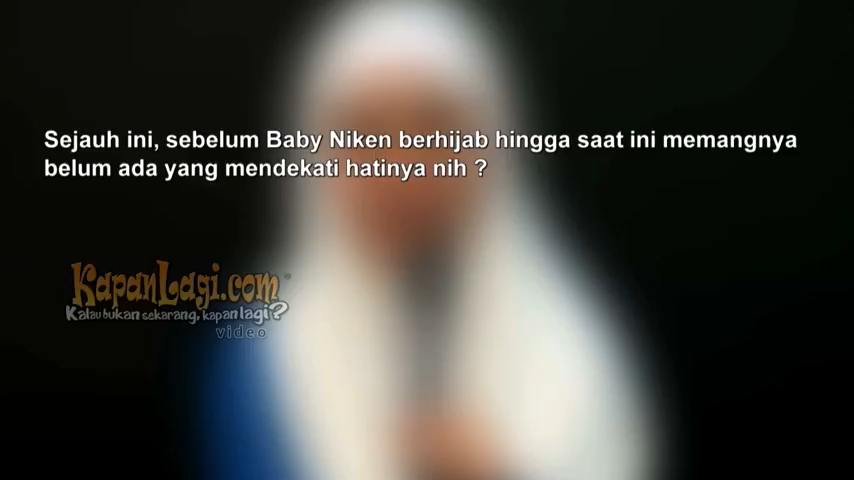 Sejauh ini, sebelum Baby Niken berhijab hingga saat ini memangnya
belum ada yang mendekati hatinya nih ?
KapanLagi.com
Kalau bukan sekarang, kapan lagi?
video